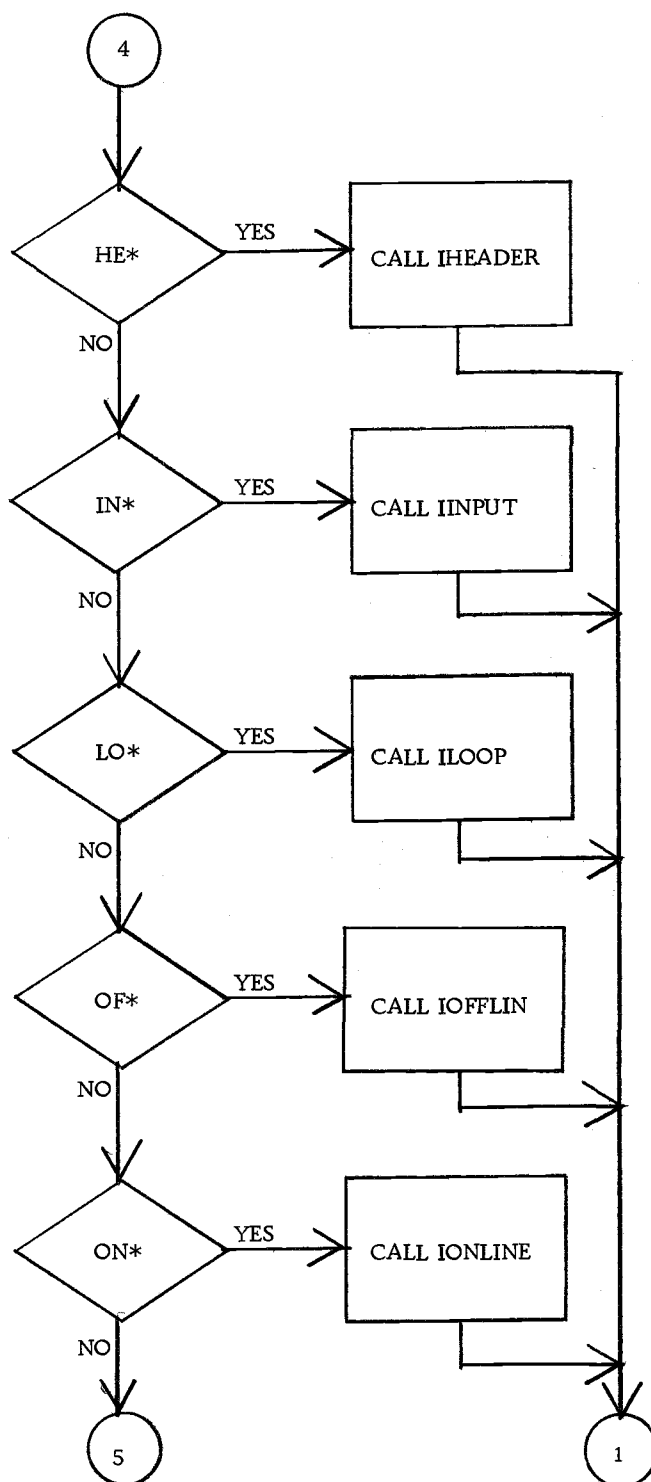 4
HE*
YES
CALL IHEADER
NO
IN*
YES
CALL IINPUT
NO
LO*
YES
CALL ILOOP
NO
OF*
YES
CALL IOFFLIN
NO
ON*
YES
CALL IONLINE
NO
5
1